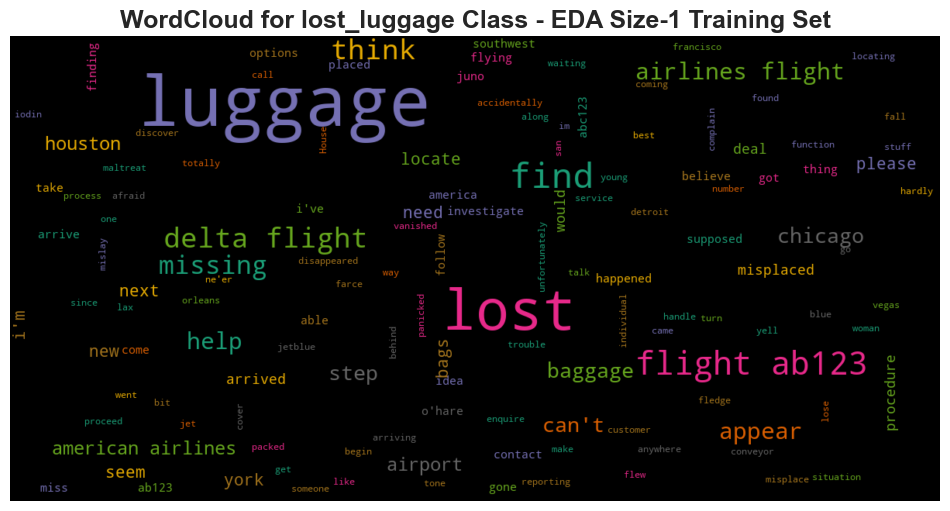 WordCloud for lost_luggage Class - EDA Size-1 Training Set
finding
options
think
southwest
francisco
placed
flying
waiting
locating
call
juno
airlines flight
coming
luggage
accidentally
found
iodin
along
abc123
im
complain
fall
discover
House
houston
best
deal
function
stuff
totally
locate
san
thing
please
maltreat
find
young
believe
got
number
hardly
take
process
afraid
america
service
i've
need
investigate
would
detroit
one
vanished
arrive
mislay
delta flight
follow
unfortunately
supposed
chicago
go
disappeared
missing
ne'er
way
talk
happened
misplaced
farce
next
since
lax
orleans
lost
individual
vegas
i'm
able
panicked
handle
turn
blue
came
yell
woman
help
behind
trouble
new
come
jetblue
bags
flight ab123
arrived
step
idea
baggage
procedure
went
bit
fledge
cover
o'hare
lose
proceed
jet
enquire
can't
customer
appear
american airlines
packed
arriving
begin
contact
make
anywhere
conveyor
seem
get
airport
york
like
tone
reporting
flew
misplace
situation
miss
ab123
someone
gone